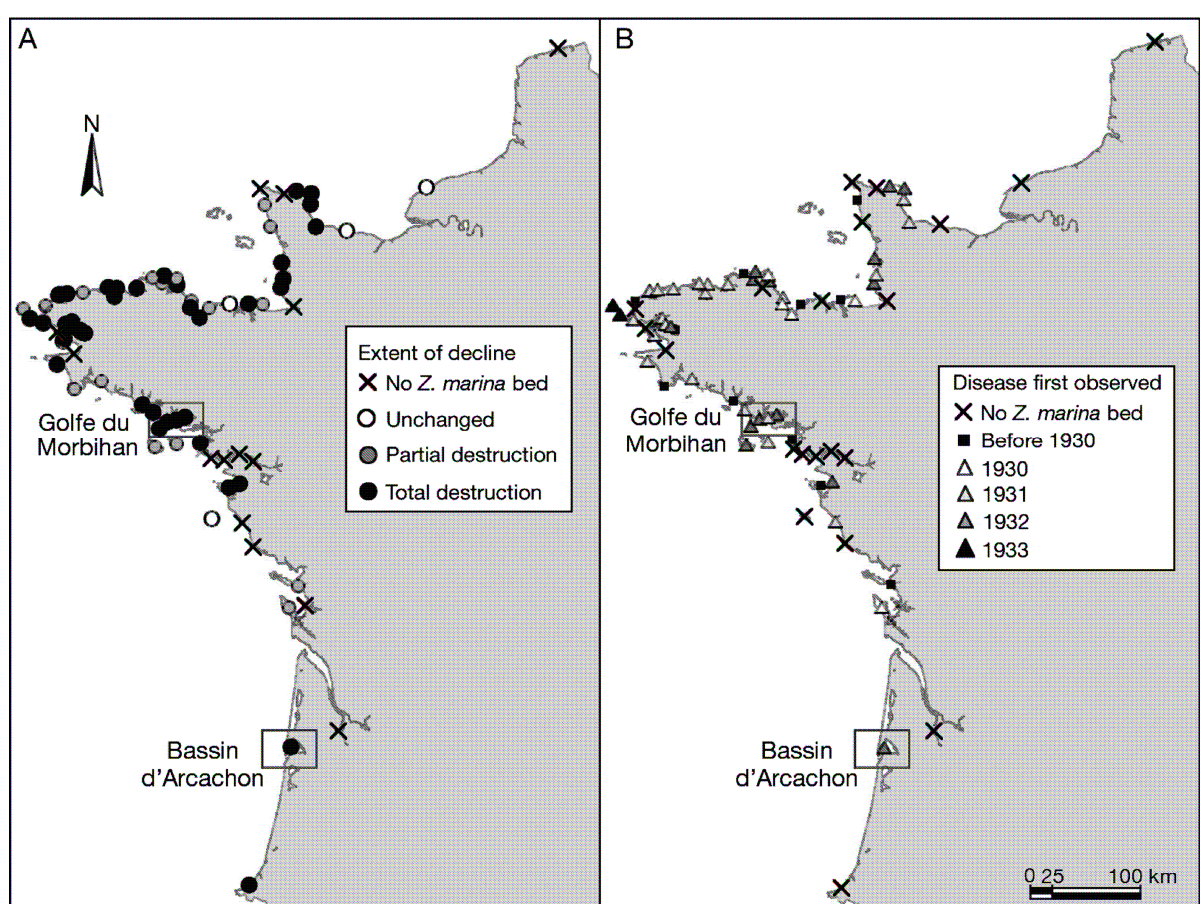 A
N
Extent of decline
No Z. marina bed
Unchanged
Partial destruction
Total destruction
Golfe du
Morbihan
Bassin
d'Arcachon
B
Disease first observed
No Z. marina bed
Before 1930
1930
1931
1932
1933
Golfe du
Morbihan
Bassin
d'Arcachon
0 25 100 km